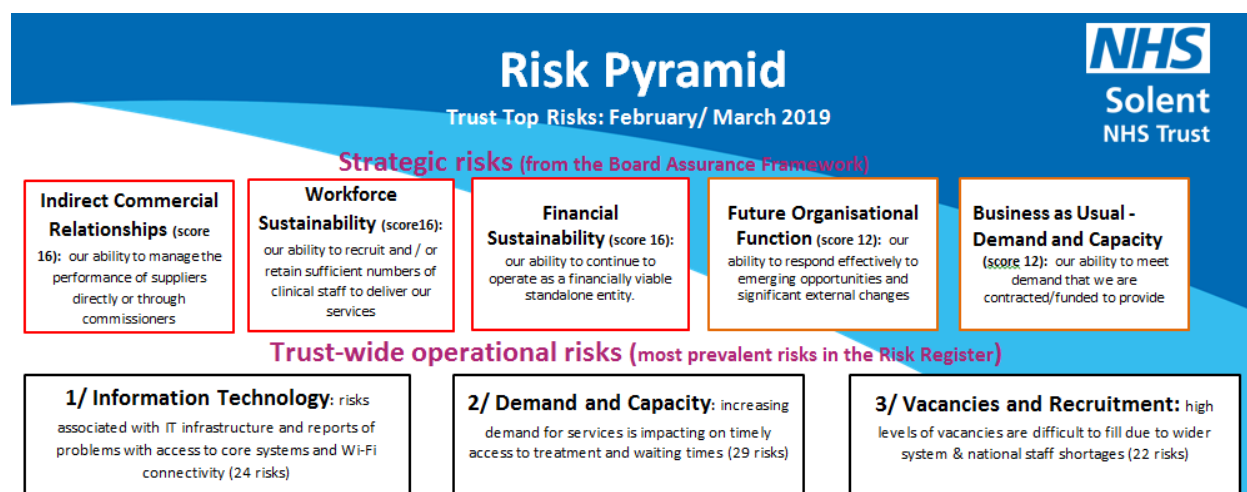 Risk Pyramid
Trust Top Risks: February/ March 2019
NHS
Solent
NHS Trust
Strategic risks (from the Board Assurance Framework)
Indirect Commercial
Relationships (score
16): our ability to manage the
performance of suppliers
directly or through
commissioners
Workforce
Sustainability (score16):
our ability to recruit and / or
retain sufficient numbers of
clinical staff to deliver our
services
Financial
Sustainability (score 16):
our ability to continue to
operate as a financially viable
standalone entity.
Future Organisational
Function (score 12): our
ability to respond effectively to
emerging opportunities and
significant external changes
Business as Usual -
Demand and Capacity
(score 12): our ability to meet
demand that we are
contracted/funded to provide
Trust-wide operational risks (most prevalent risks in the Risk Register)
1/ Information Technology: risks
associated with IT infrastructure and reports of
problems with access to core systems and Wi-Fi
connectivity (24 risks)
2/ Demand and Capacity: increasing
demand for services is impacting on timely
access to treatment and waiting times (29 risks)
3/ Vacancies and Recruitment: high
levels of vacancies are difficult to fill due to wider
system & national staff shortages (22 risks)